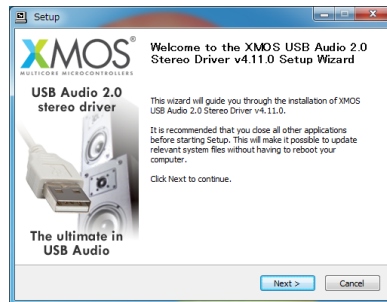 Setup
XMOS®
MULTICORE MICROCONTROLLERS
USB Audio 2.0
stereo driver
The ultimate in
USB Audio
Welcome to the XMOS USB Audio 2.0
Stereo Driver v4.11.0 Setup Wizard
This wizard will guide you through the installation of XMOS
USB Audio 2.0 Stereo Driver v4.11.0.
It is recommended that you close all other applications
before starting Setup. This will make it possible to update
relevant system files without having to reboot your
computer.
Click Next to continue.
Next >
Cancel